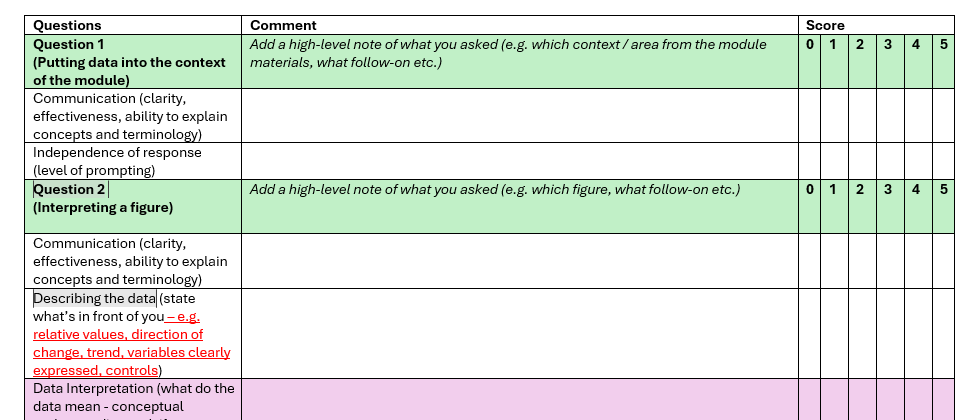 Questions Comment Score
Question 1 Add a high-level note of what you asked (e.g. which context / area from the module 0 1 2 3 4 5
(Putting data into the context materials, what follow-on etc.)
of the module)
Communication (clarity,
effectiveness, ability to explain
concepts and terminology)
Independence of response
(level of prompting)
Question 2 Add a high-level note of what you asked (e.g. which figure, what follow-on etc.) 0 1 2 3 4 5
(Interpreting a figure)
Communication (clarity,
effectiveness, ability to explain
concepts and terminology)
Describing the data (state
what's in front of you – e.g.
relative values, direction of
change, trend, variables clearly
expressed, controls)
Data Interpretation (what do the
data mean - conceptual